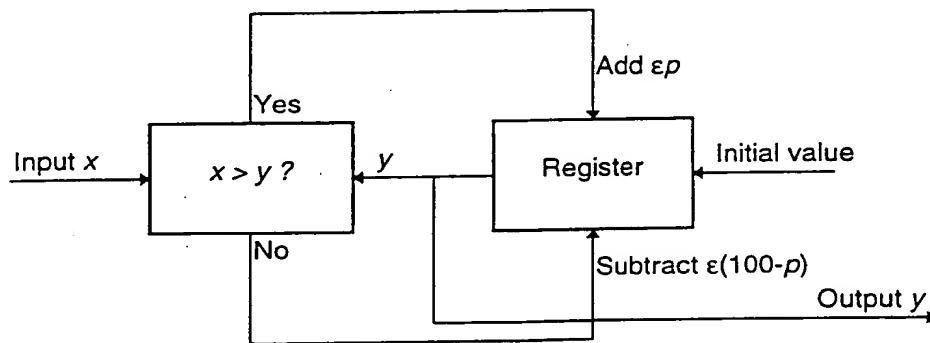 Add εp
Yes
Input x
x > y ?
y
Register
Initial value
No
Subtract ε(100-p)
Output y